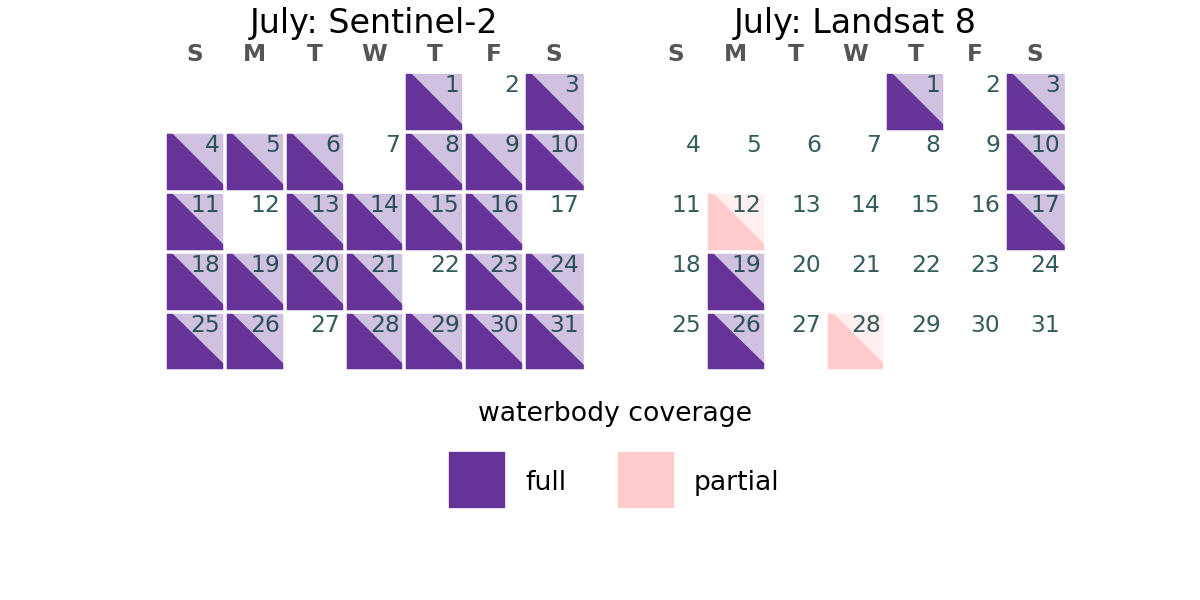 July: Sentinel-2
S M T W T F S
1 2 3
4 5 6 7 8 9 10
11 12 13 14 15 16 17
18 19 20 21 22 23 24
25 26 27 28 29 30 31
July: Landsat 8
S M T W T F S
1 2 3
4 5 6 7 8 9 10
11 12 13 14 15 16 17
18 19 20 21 22 23 24
25 26 27 28 29 30 31
waterbody coverage
full partial